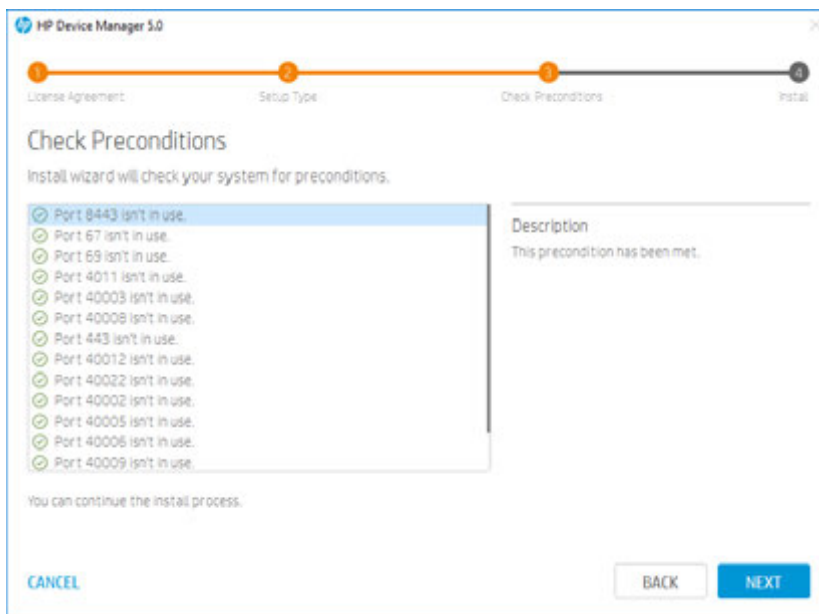 hp HP Device Manager 5.0
1 2 3 4
License Agreement Setup Type Check Preconditions Install
Check Preconditions
Install wizard will check your system for preconditions.
Port 8443 isn't in use.
Port 67 isn't in use.
Port 69 isn't in use.
Port 4011 isn't in use.
Port 40003 isn't in use.
Port 40008 isn't in use.
Port 443 isn't in use.
Port 40012 isn't in use.
Port 40022 isn't in use.
Port 40002 isn't in use.
Port 40005 isn't in use.
Port 40006 isn't in use.
Port 40009 isn't in use.
Description
This precondition has been met.
You can continue the install process.
CANCEL BACK NEXT